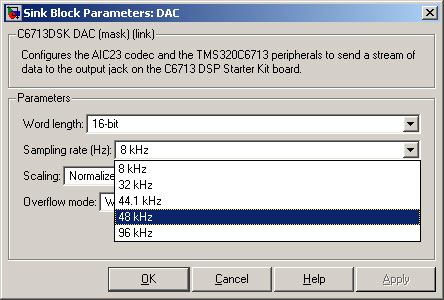 Sink Block Parameters: DAC
C6713DSK DAC (mask) (link)
Configures the AIC23 codec and the TMS320C6713 peripherals to send a stream of
data to the output jack on the C6713 DSP Starter Kit board.
Parameters
Word length: 16-bit
Sampling rate (Hz): 8 kHz
8 kHz
32 kHz
Scaling: Normalize
44.1 kHz
Overflow mode: W
48 kHz
96 kHz
OK Cancel Help Apply